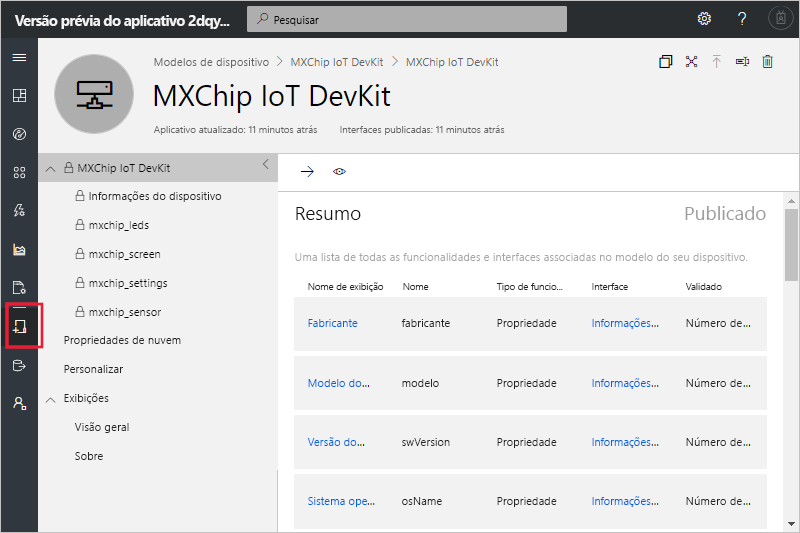 Versão prévia do aplicativo 2dqy...
Pesquisar
?
Modelos de dispositivo > MXChip IoT DevKit > MXChip IoT DevKit
MXChip IoT DevKit
Aplicativo atualizado: 11 minutos atrás Interfaces publicadas: 11 minutos atrás
MXChip IoT DevKit
Informações do dispositivo
mxchip_leds
mxchip_screen
mxchip_settings
mxchip_sensor
Propriedades de nuvem
Personalizar
Exibições
Visão geral
Sobre
Resumo Publicado
Uma lista de todas as funcionalidades e interfaces associadas no modelo do seu dispositivo.
Nome de exibição Nome Tipo de funcio... Interface Validado
Fabricante fabricante Propriedade Informações... Número de...
Modelo do... modelo Propriedade Informações... Número de...
Versão do... swVersion Propriedade Informações... Número de...
Sistema ope... osName Propriedade Informações... Número de...